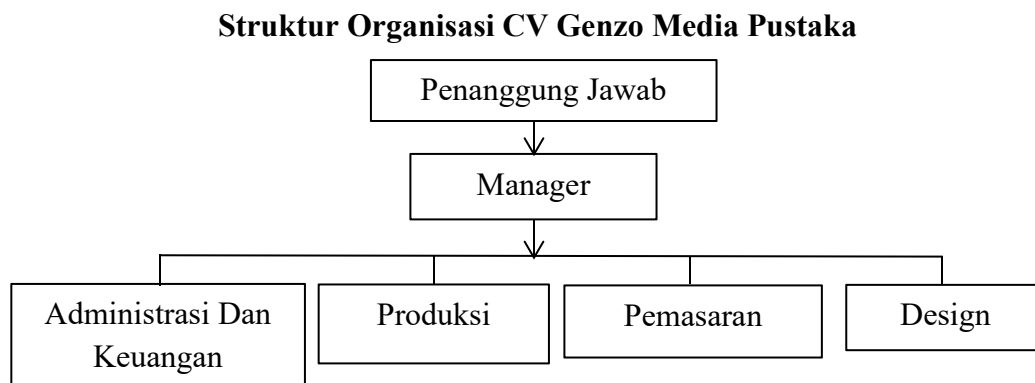 Struktur Organisasi CV Genzo Media Pustaka
Penanggung Jawab
Manager
Administrasi Dan
Keuangan
Produksi
Pemasaran
Design